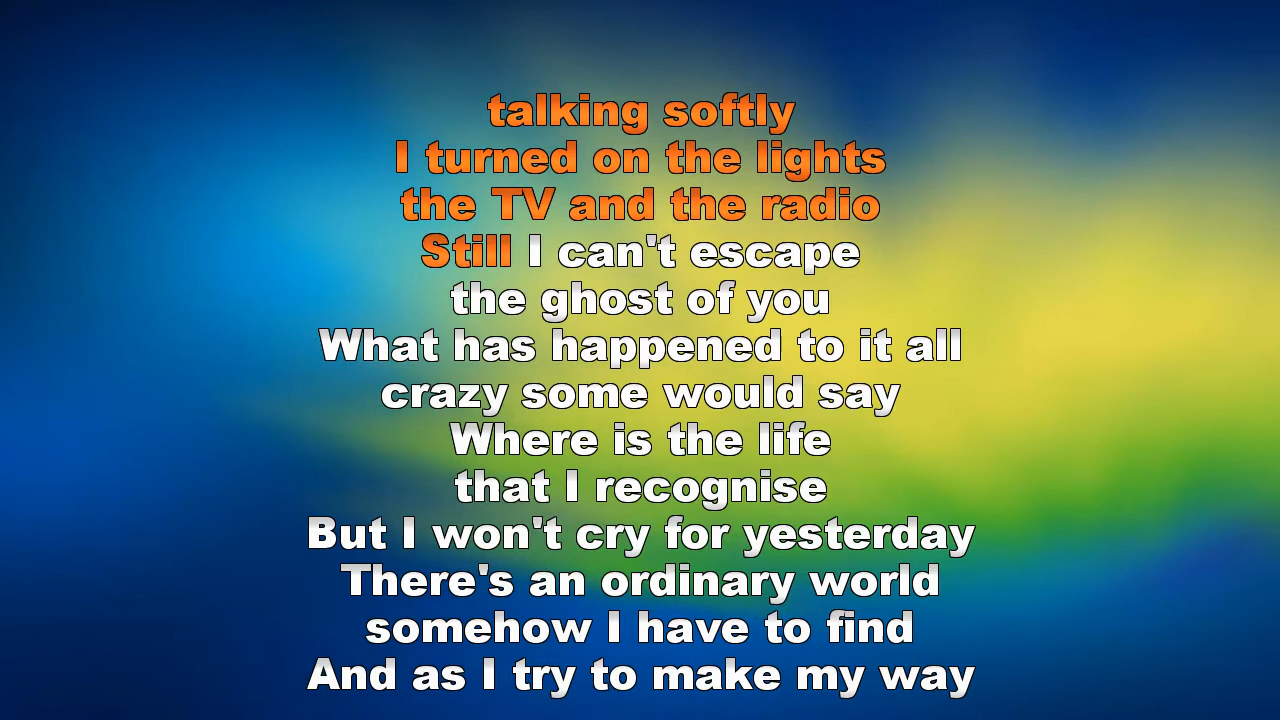 talking softly
I turned on the lights
the TV and the radio
Still I can't escape
the ghost of you
What has happened to it all
crazy some would say
Where is the life
that I recognise
But I won't cry for yesterday
There's an ordinary world
somehow I have to find
And as I try to make my way